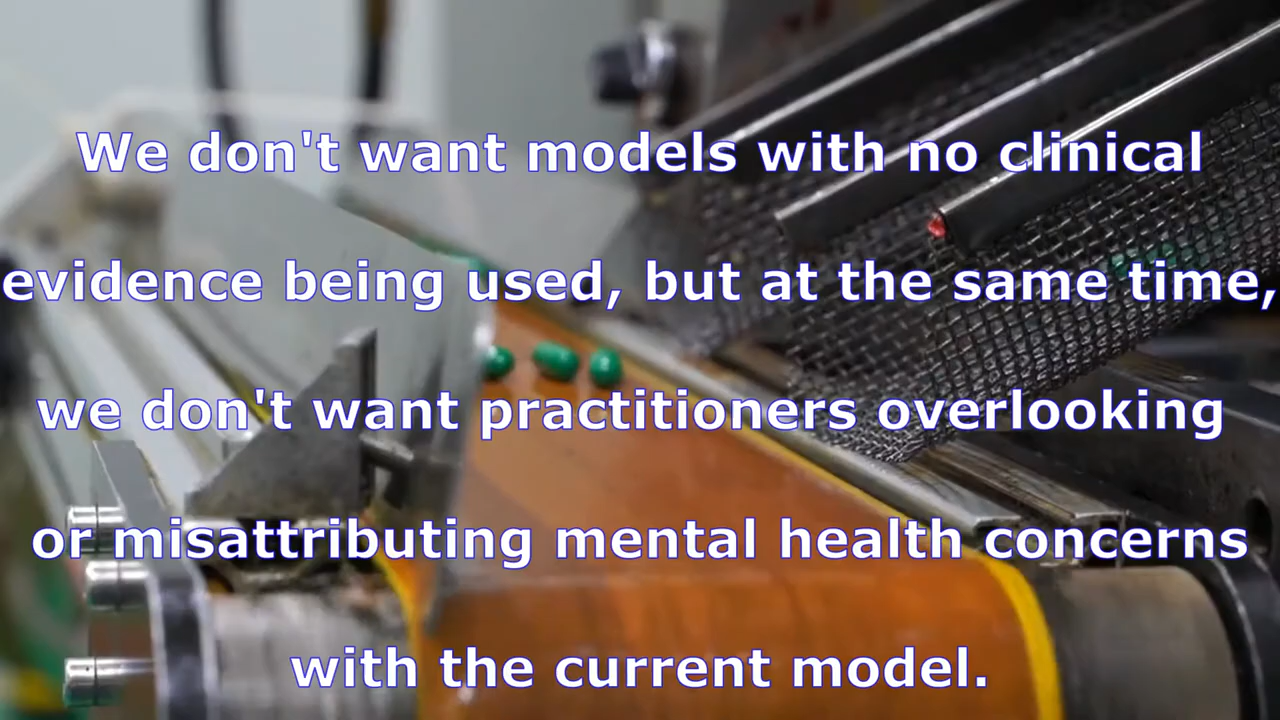 We don't want models with no clinical
evidence being used, but at the same time,
we don't want practitioners overlooking
or misattributing mental health concerns
with the current model.